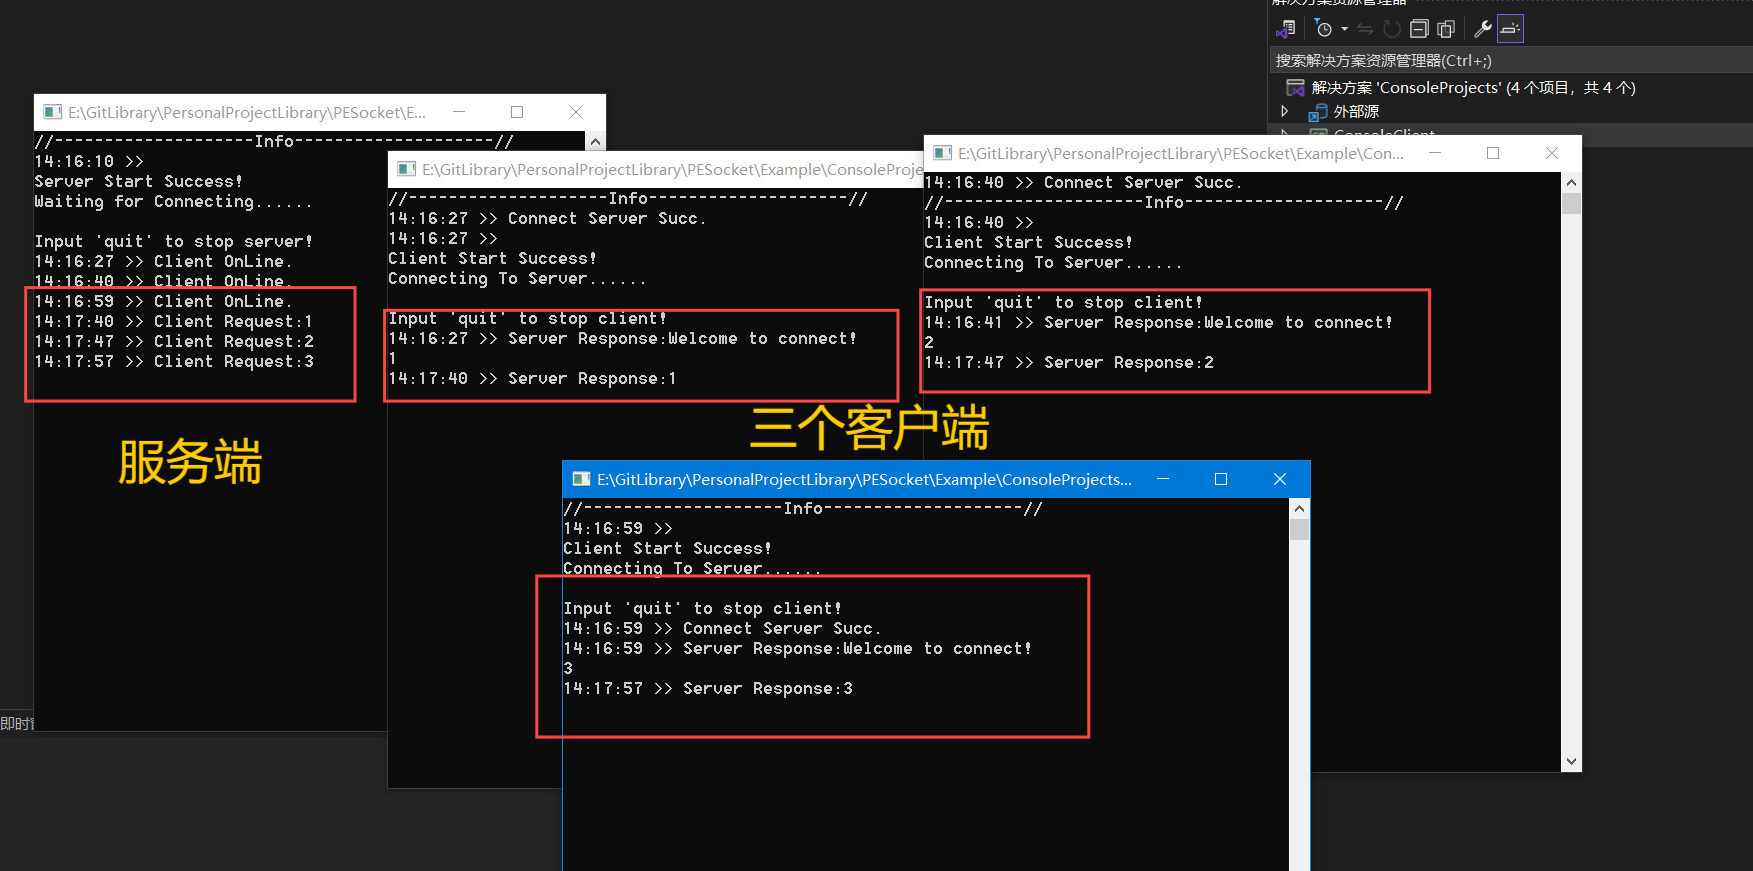 解决方案资源管理器
搜索解决方案资源管理器(Ctrl+;)
解决方案 'ConsoleProjects' (4 个项目，共 4 个)
外部源
ConsoleClient
E:\GitLibrary\PersonalProjectLibrary\PESocket\E...
//--------------------Info--------------------//
14:16:10 >>
Server Start Success!
Waiting for Connecting......
Input 'quit' to stop server!
14:16:27 >> Client OnLine.
14:16:40 >> Client OnLine.
14:16:59 >> Client OnLine.
14:17:40 >> Client Request:1
14:17:47 >> Client Request:2
14:17:57 >> Client Request:3
服务端
E:\GitLibrary\PersonalProjectLibrary\PESocket\Example\ConsoleProje
//--------------------Info--------------------//
14:16:27 >> Connect Server Succ.
14:16:27 >>
Client Start Success!
Connecting To Server......
Input 'quit' to stop client!
14:16:27 >> Server Response:Welcome to connect!
1
14:17:40 >> Server Response:1
E:\GitLibrary\PersonalProjectLibrary\PESocket\Example\Con...
14:16:40 >> Connect Server Succ.
//--------------------Info--------------------//
14:16:40 >>
Client Start Success!
Connecting To Server......
Input 'quit' to stop client!
14:16:41 >> Server Response:Welcome to connect!
2
14:17:47 >> Server Response:2
三个客户端
E:\GitLibrary\PersonalProjectLibrary\PESocket\Example\ConsoleProjects...
//--------------------Info--------------------//
14:16:59 >>
Client Start Success!
Connecting To Server......
Input 'quit' to stop client!
14:16:59 >> Connect Server Succ.
14:16:59 >> Server Response:Welcome to connect!
3
14:17:57 >> Server Response:3
即时